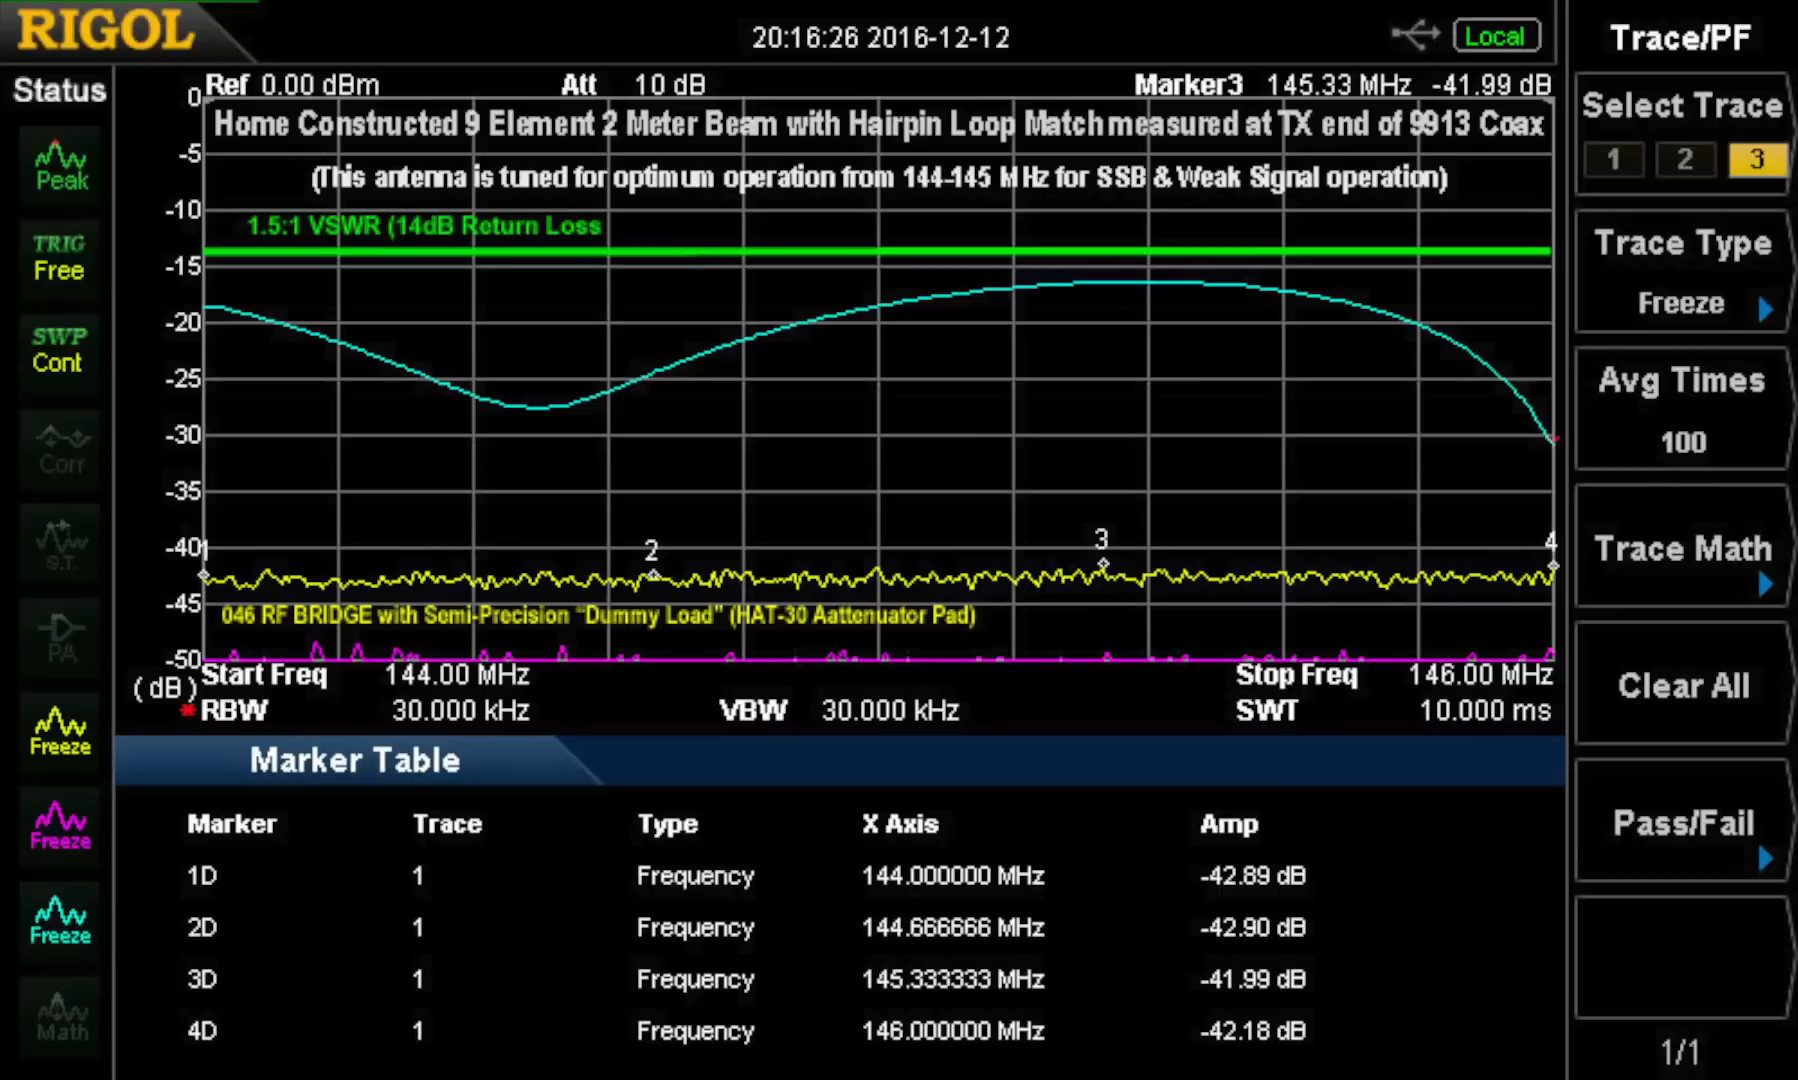 RIGOL
20:16:26 2016-12-12
Local
Trace/PF
Status
Ref 0.00 dBm Att 10 dB Marker3 145.33 MHz -41.99 dB
Select Trace
1 2 3
0
Home Constructed 9 Element 2 Meter Beam with Hairpin Loop Match measured at TX end of 9913 Coax
-5
(This antenna is tuned for optimum operation from 144-145 MHz for SSB & Weak Signal operation)
-10
1.5:1 VSWR (14dB Return Loss
-15
-20
-25
-30
-35
-40
1 2 3 4
-45
046 RF BRIDGE with Semi-Precision “Dummy Load” (HAT-30 Aattenuator Pad)
-50
(dB)
Start Freq 144.00 MHz Stop Freq 146.00 MHz
*RBW 30.000 kHz VBW 30.000 kHz SWT 10.000 ms
Peak
TRIG
Free
SWP
Cont
Corr
S.T.
PA
Freeze
Freeze
Freeze
Math
Trace Type
Freeze
Avg Times
100
Trace Math
Clear All
Pass/Fail
1/1
Marker Table
Marker Trace Type X Axis Amp
1D 1 Frequency 144.000000 MHz -42.89 dB
2D 1 Frequency 144.666666 MHz -42.90 dB
3D 1 Frequency 145.333333 MHz -41.99 dB
4D 1 Frequency 146.000000 MHz -42.18 dB